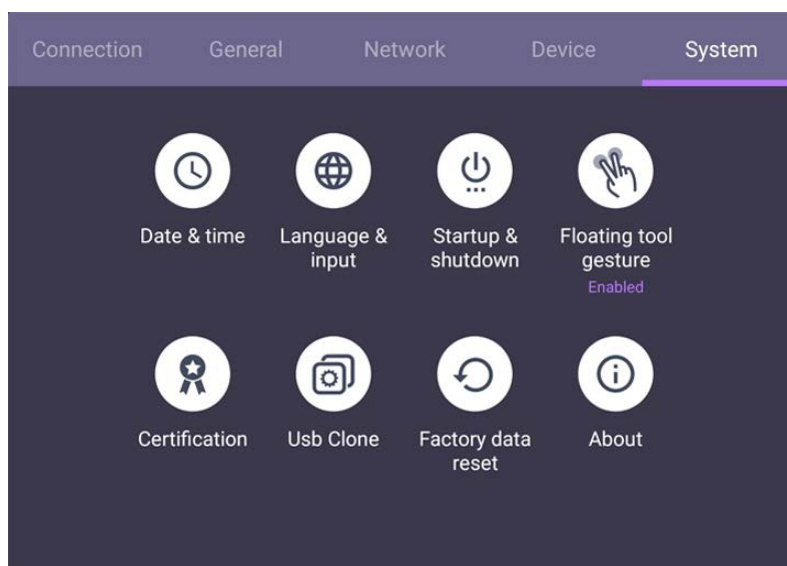 Connection General Network Device System
Date & time
Language &
input
Startup &
shutdown
Floating tool
gesture
Enabled
Certification
Usb Clone
Factory data
reset
About